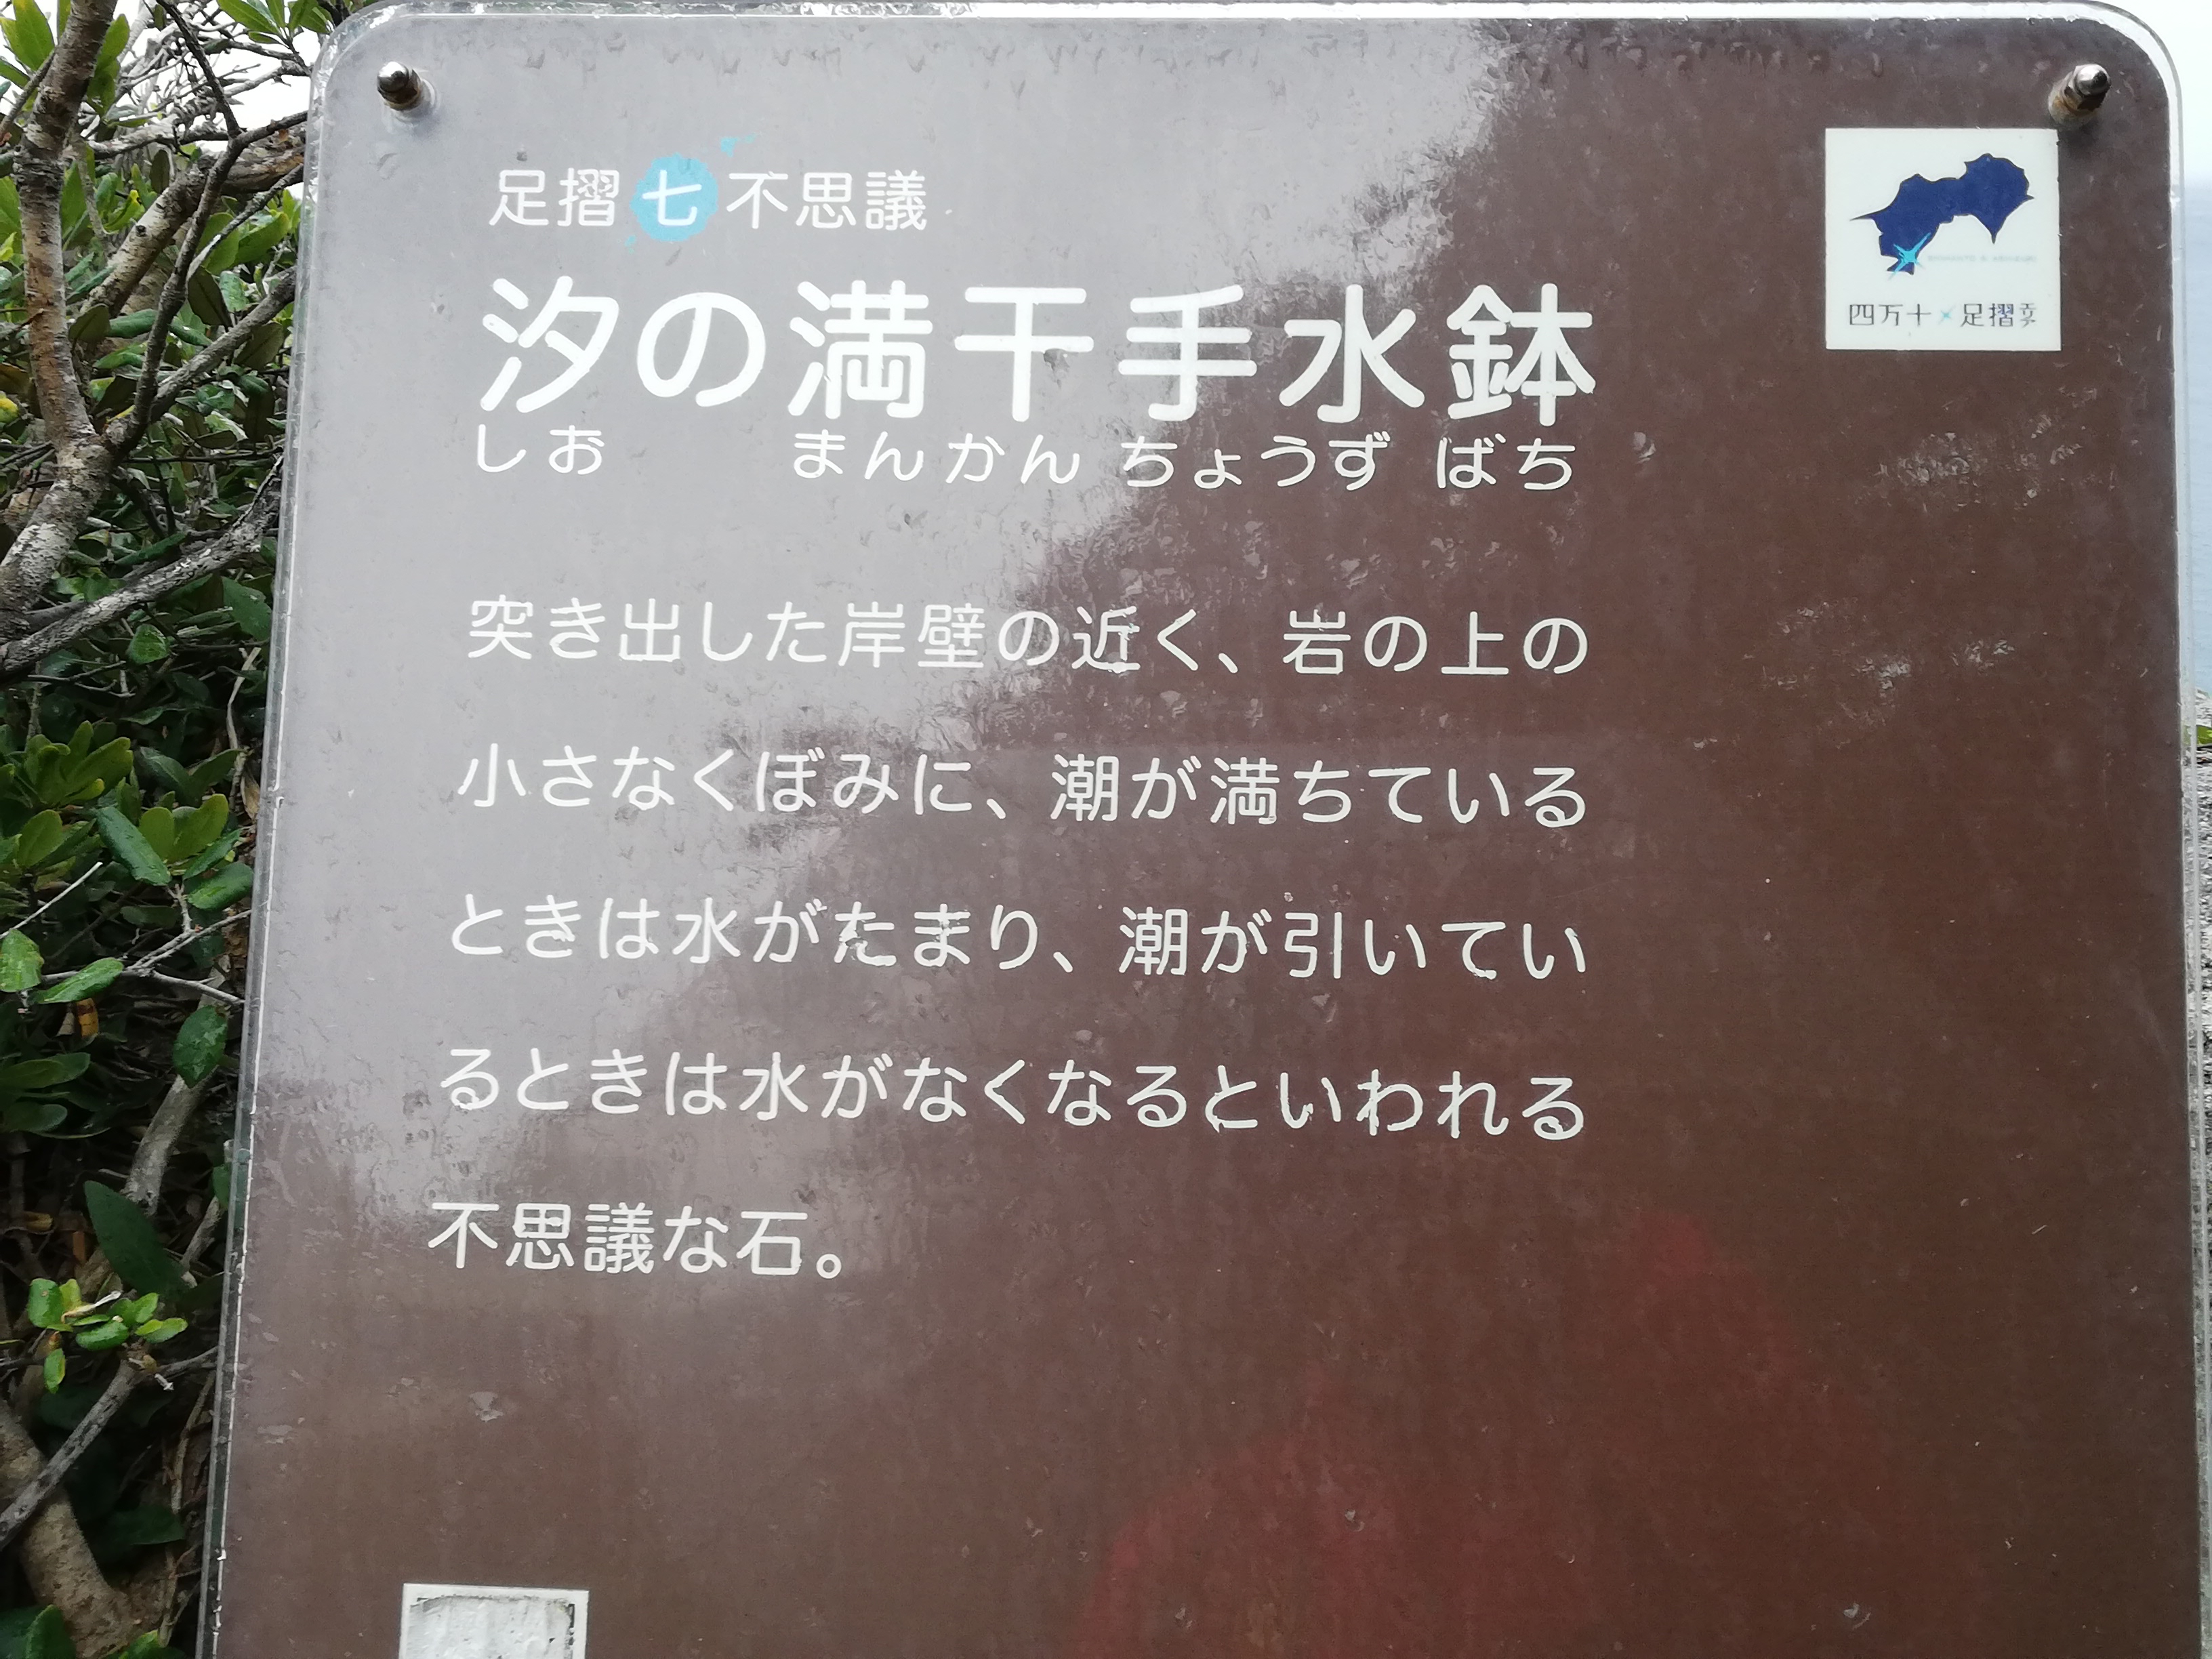 足摺七不思議
汐の満干手水鉢
しお まんかん ちょうず ばち
突き出した岸壁の近く、岩の上の
小さなくぼみに、潮が満ちている
ときは水がたまり、潮が引いてい
るときは水がなくなるといわれる
不思議な石。
四万十 足摺